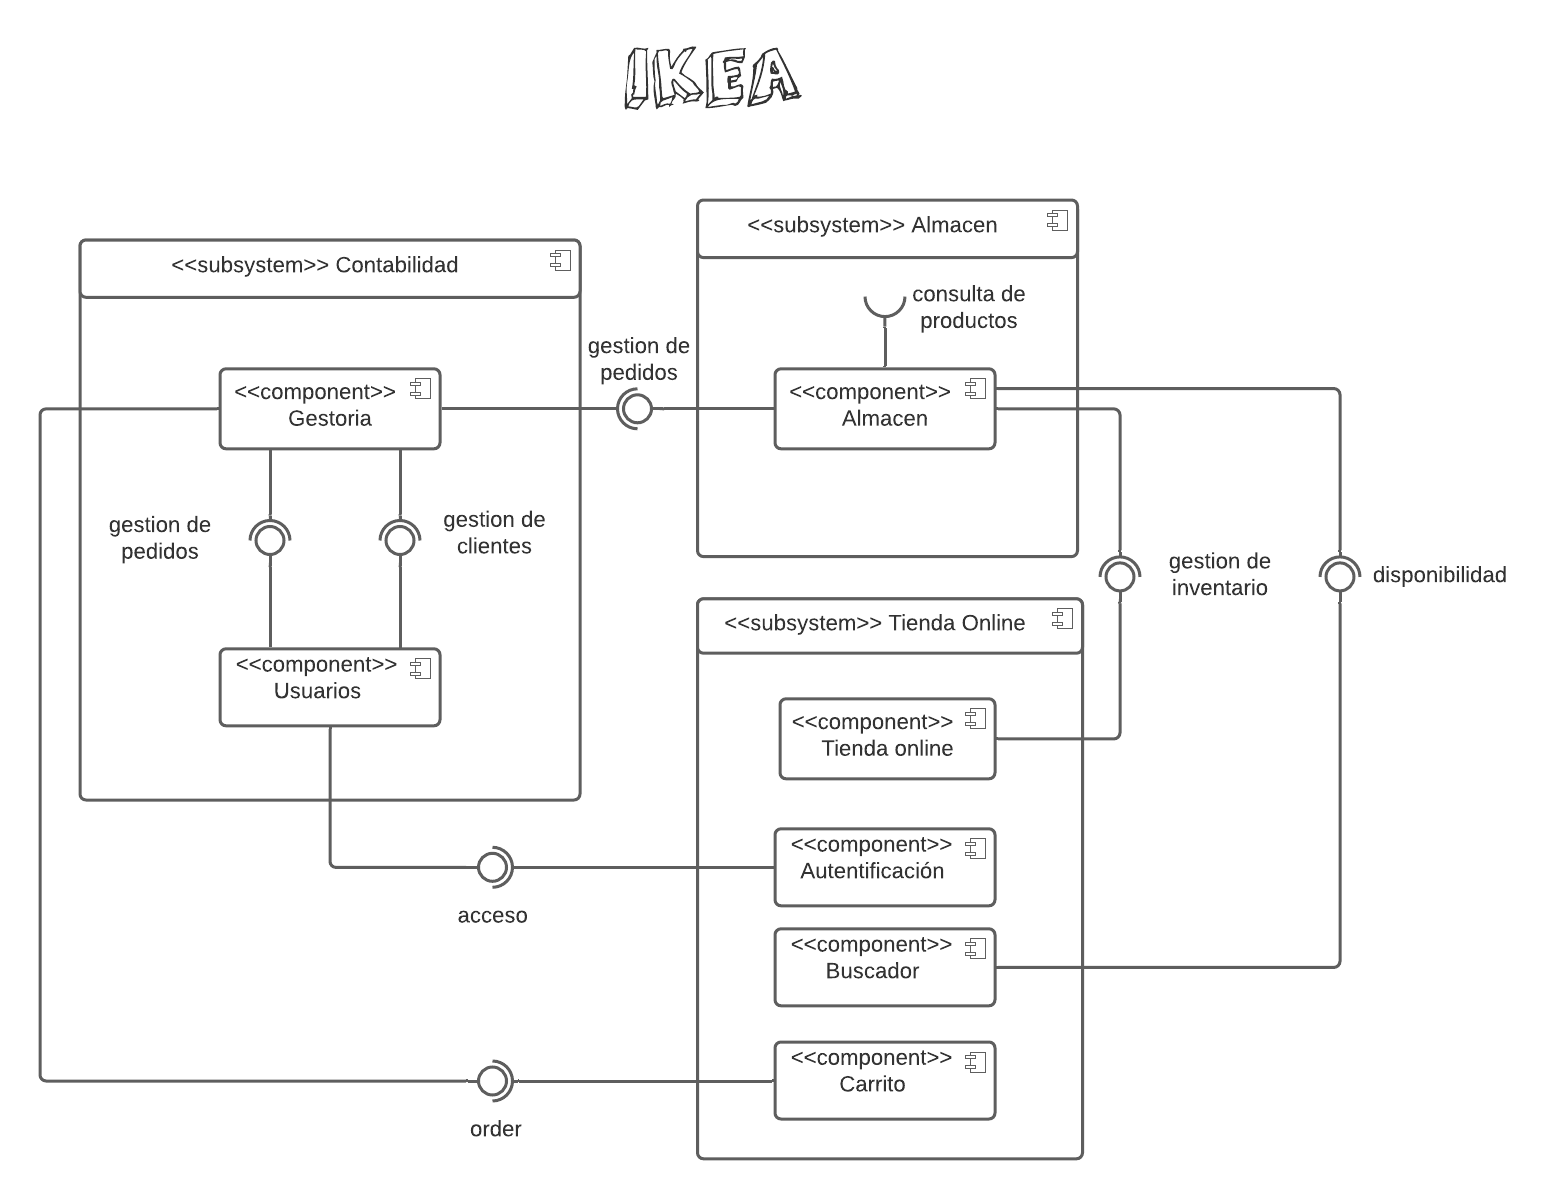 IKEA
<<subsystem>> Almacen
<<subsystem>> Contabilidad
consulta de
productos
gestion de
pedidos
<<component>>
Gestoria
<<component>>
Almacen
gestion de
pedidos
gestion de
clientes
gestion de
inventario
disponibilidad
<<subsystem>> Tienda Online
<<component>>
Usuarios
<<component>>
Tienda online
<<component>>
Autentificación
acceso
<<component>>
Buscador
<<component>>
Carrito
order